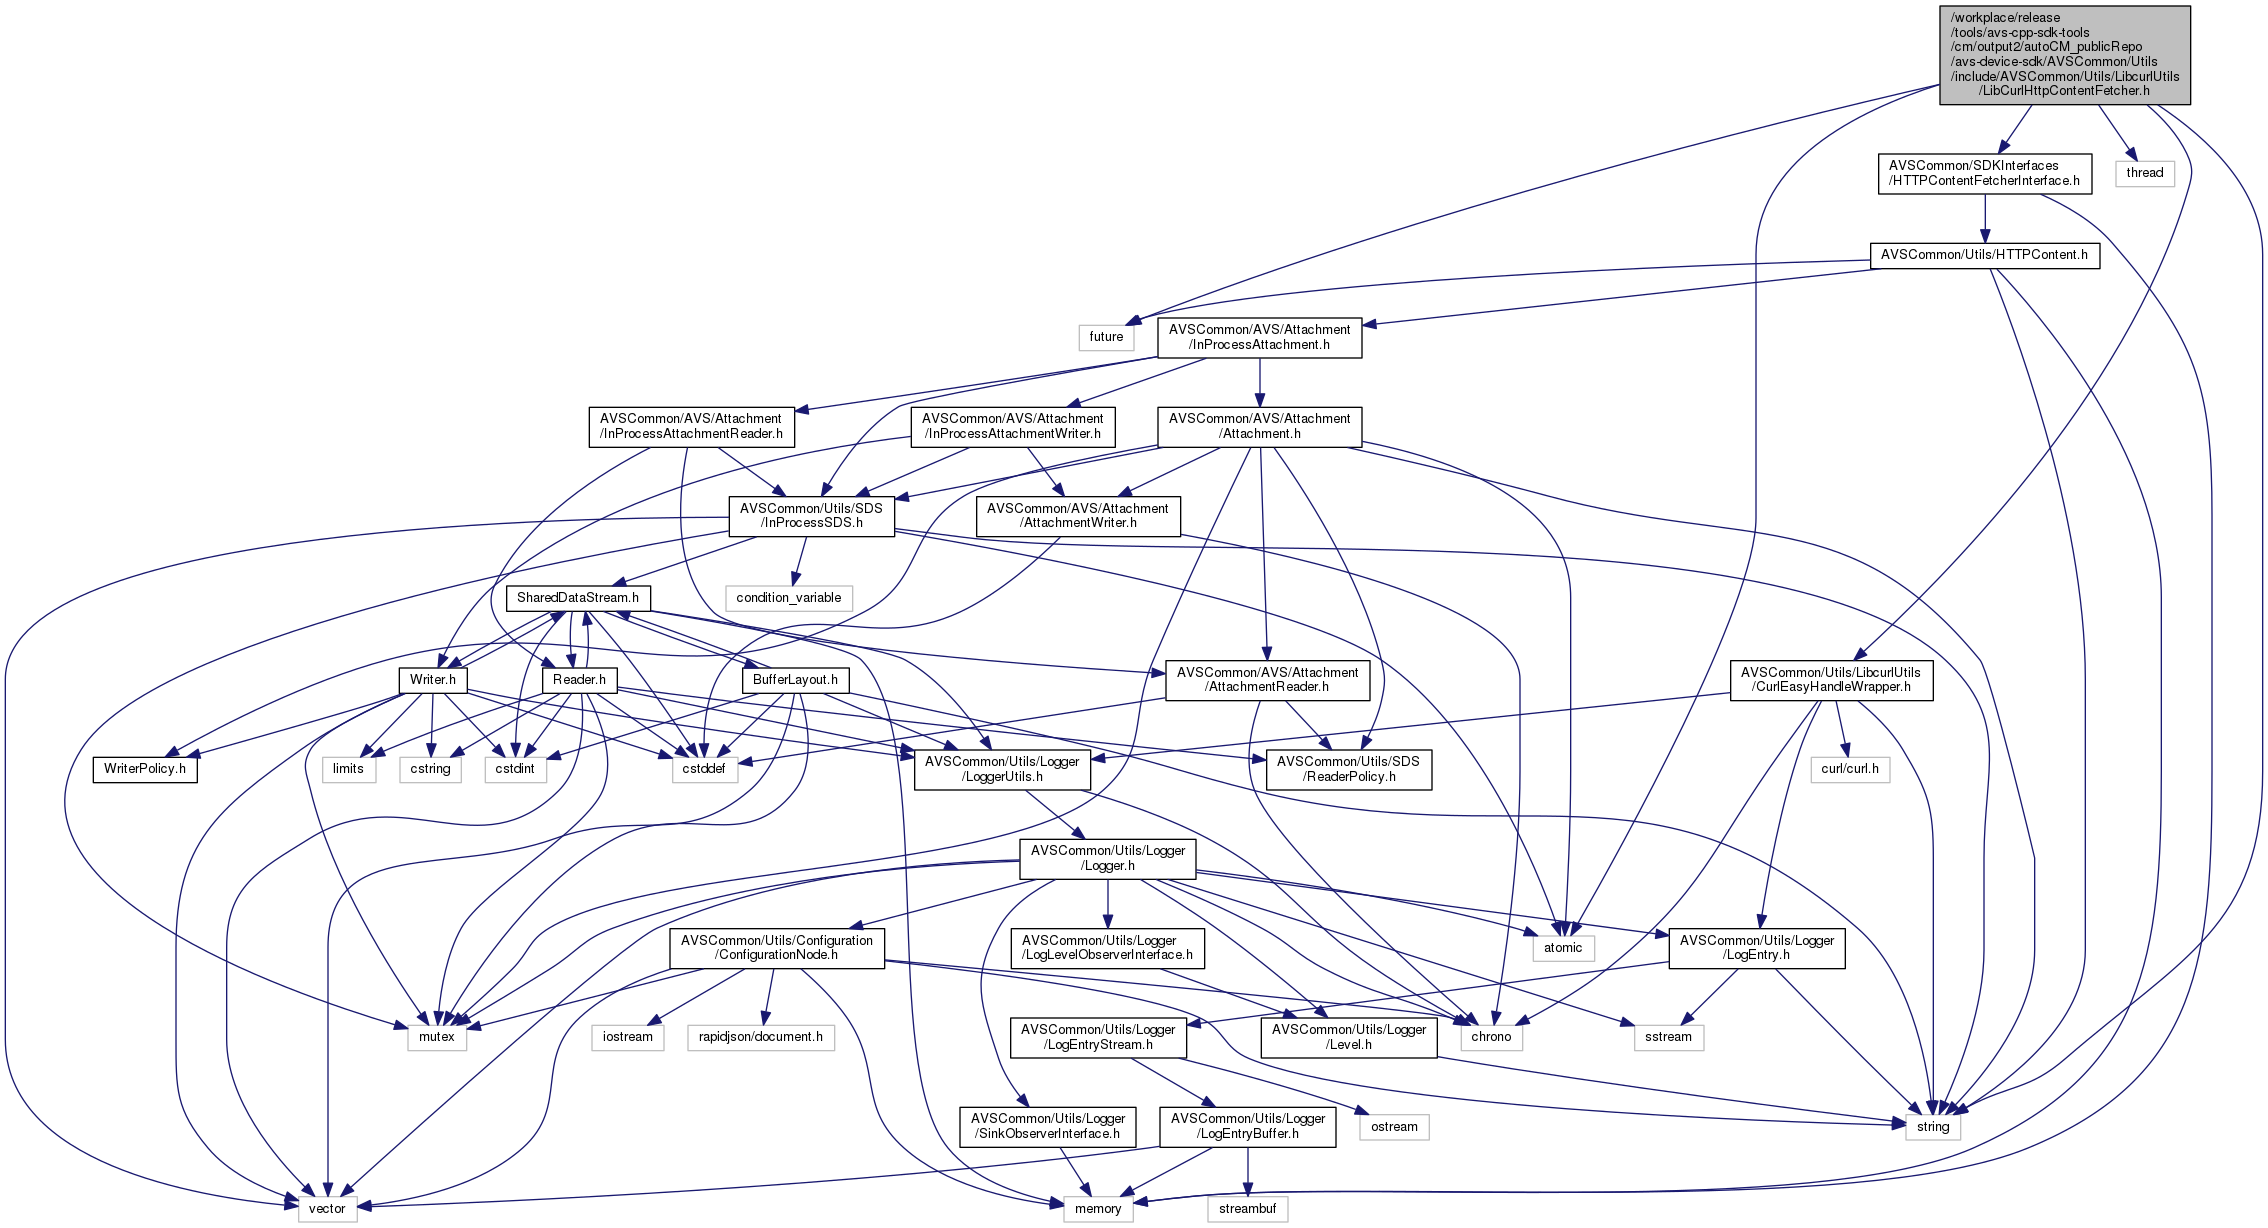 /workplace/release
/tools/avs-cpp-sdk-tools
/cm/output2/autoCM_publicRepo
/avs-device-sdk/AVSCommon/Utils
/include/AVSCommon/Utils/LibcurlUtils
/LibCurlHttpContentFetcher.h
AVSCommon/SDKInterfaces
/HTTPContentFetcherInterface.h
thread
AVSCommon/Utils/HTTPContent.h
future
AVSCommon/AVS/Attachment
/InProcessAttachment.h
AVSCommon/AVS/Attachment
/InProcessAttachmentReader.h
AVSCommon/AVS/Attachment
/InProcessAttachmentWriter.h
AVSCommon/AVS/Attachment
/Attachment.h
AVSCommon/Utils/SDS
/InProcessSDS.h
AVSCommon/AVS/Attachment
/AttachmentWriter.h
SharedDataStream.h
condition_variable
Writer.h
Reader.h
BufferLayout.h
AVSCommon/AVS/Attachment
/AttachmentReader.h
AVSCommon/Utils/LibcurlUtils
/CurlEasyHandleWrapper.h
WriterPolicy.h
limits
cstring
cstdint
cstddef
AVSCommon/Utils/Logger
/LoggerUtils.h
AVSCommon/Utils/SDS
/ReaderPolicy.h
curl/curl.h
AVSCommon/Utils/Logger
/Logger.h
AVSCommon/Utils/Configuration
/ConfigurationNode.h
AVSCommon/Utils/Logger
/LogLevelObserverInterface.h
atomic
AVSCommon/Utils/Logger
/LogEntry.h
mutex
iostream
rapidjson/document.h
AVSCommon/Utils/Logger
/LogEntryStream.h
AVSCommon/Utils/Logger
/Level.h
chrono
sstream
AVSCommon/Utils/Logger
/SinkObserverInterface.h
AVSCommon/Utils/Logger
/LogEntryBuffer.h
ostream
string
vector
memory
streambuf